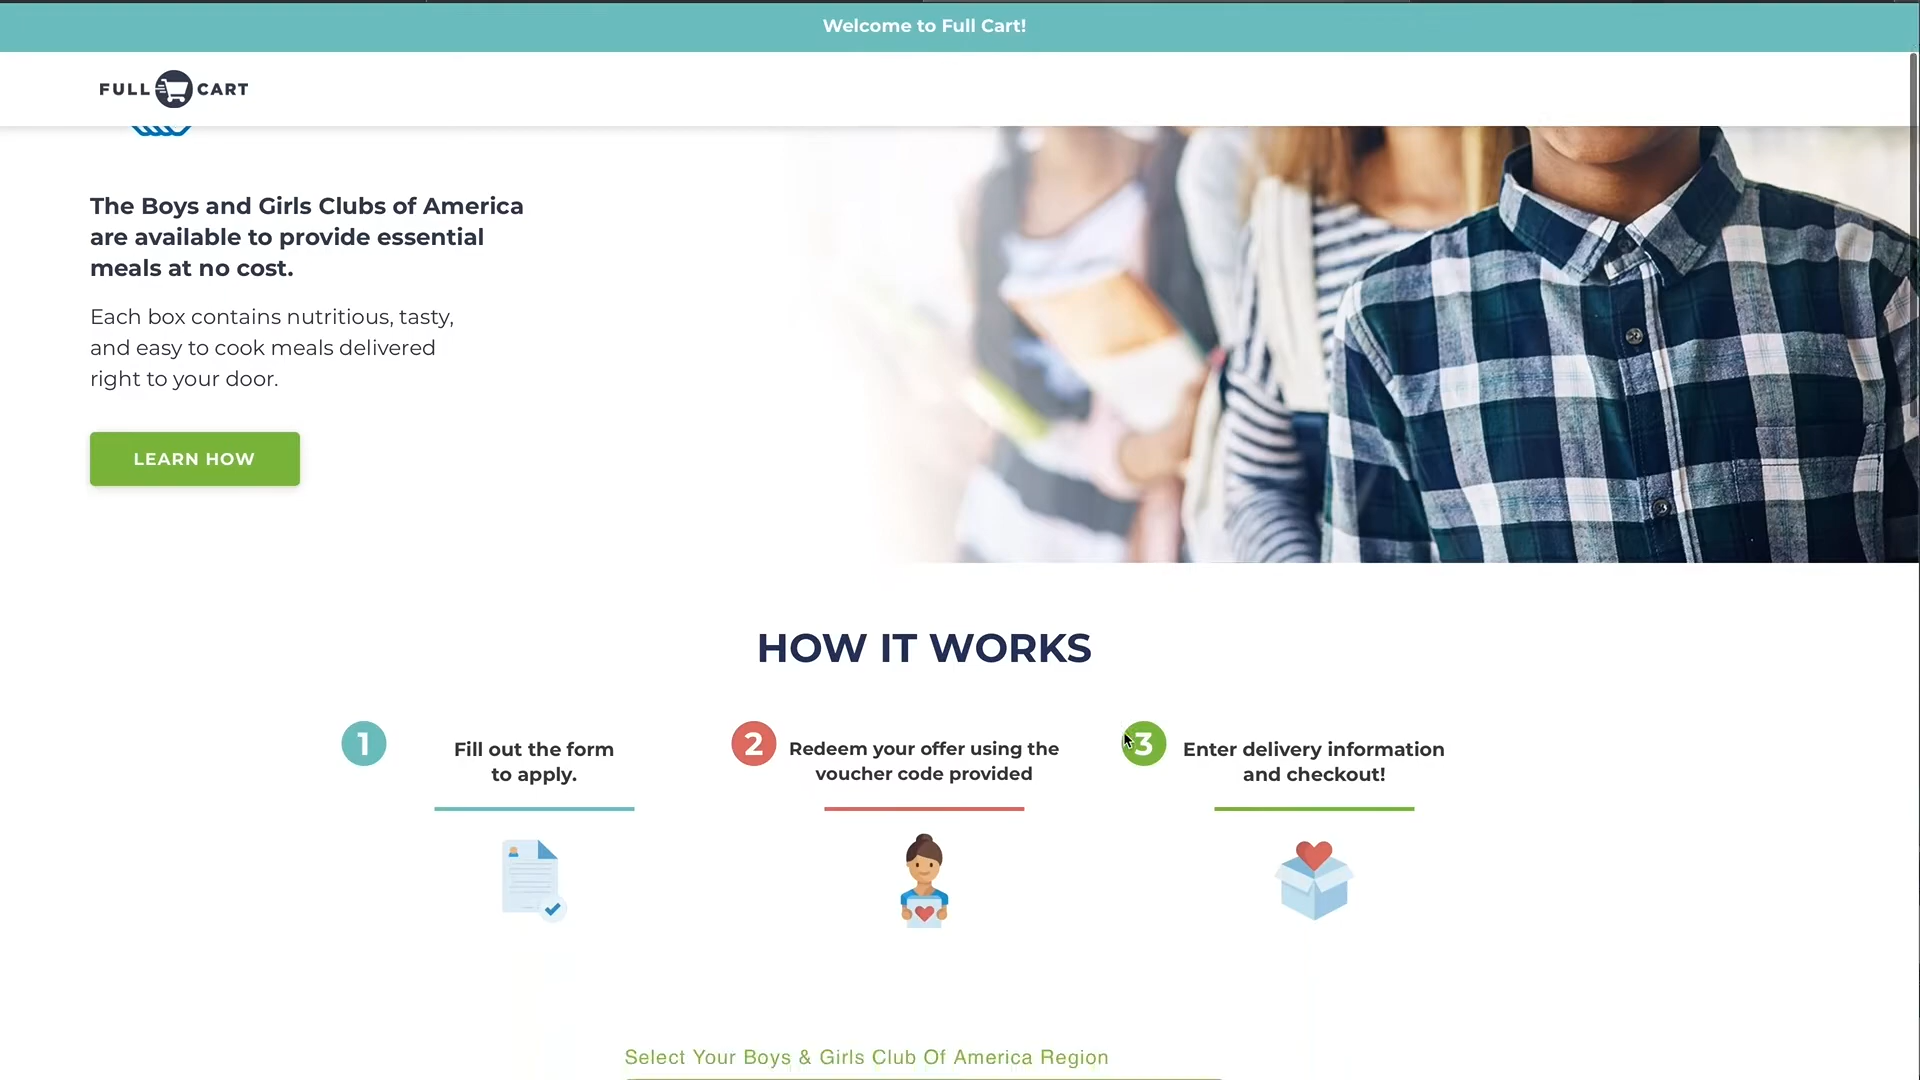 Welcome to Full Cart!
FULL CART
The Boys and Girls Clubs of America
are available to provide essential
meals at no cost.
Each box contains nutritious, tasty,
and easy to cook meals delivered
right to your door.
LEARN HOW
HOW IT WORKS
1
Fill out the form
to apply.
2
Redeem your offer using the
voucher code provided
3
Enter delivery information
and checkout!
Select Your Boys & Girls Club Of America Region